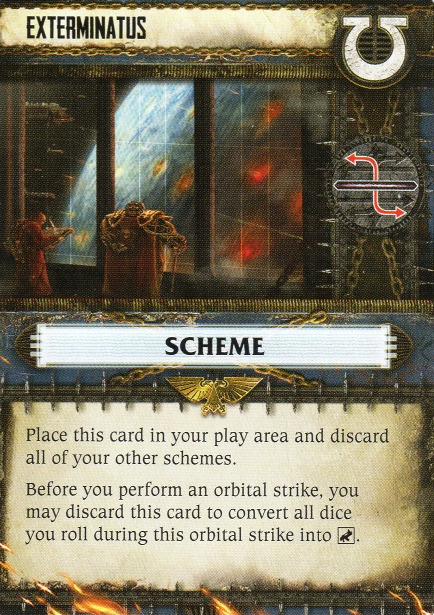 EXTERMINATUS
SCHEME
Place this card in your play area and discard
all of your other schemes.
Before you perform an orbital strike, you
may discard this card to convert all dice
you roll during this orbital strike into .